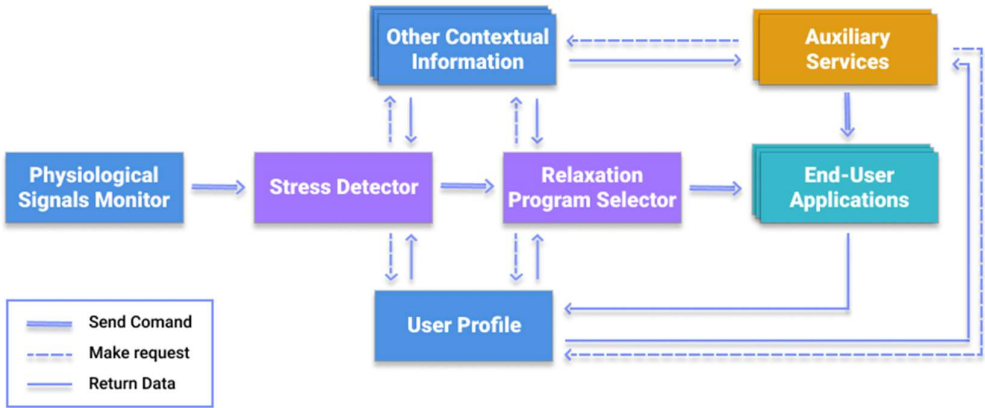 Other Contextual
Information
Auxiliary
Services
Physiological
Signals Monitor
Stress Detector
Relaxation
Program Selector
End-User
Applications
User Profile
Send Comand
Make request
Return Data